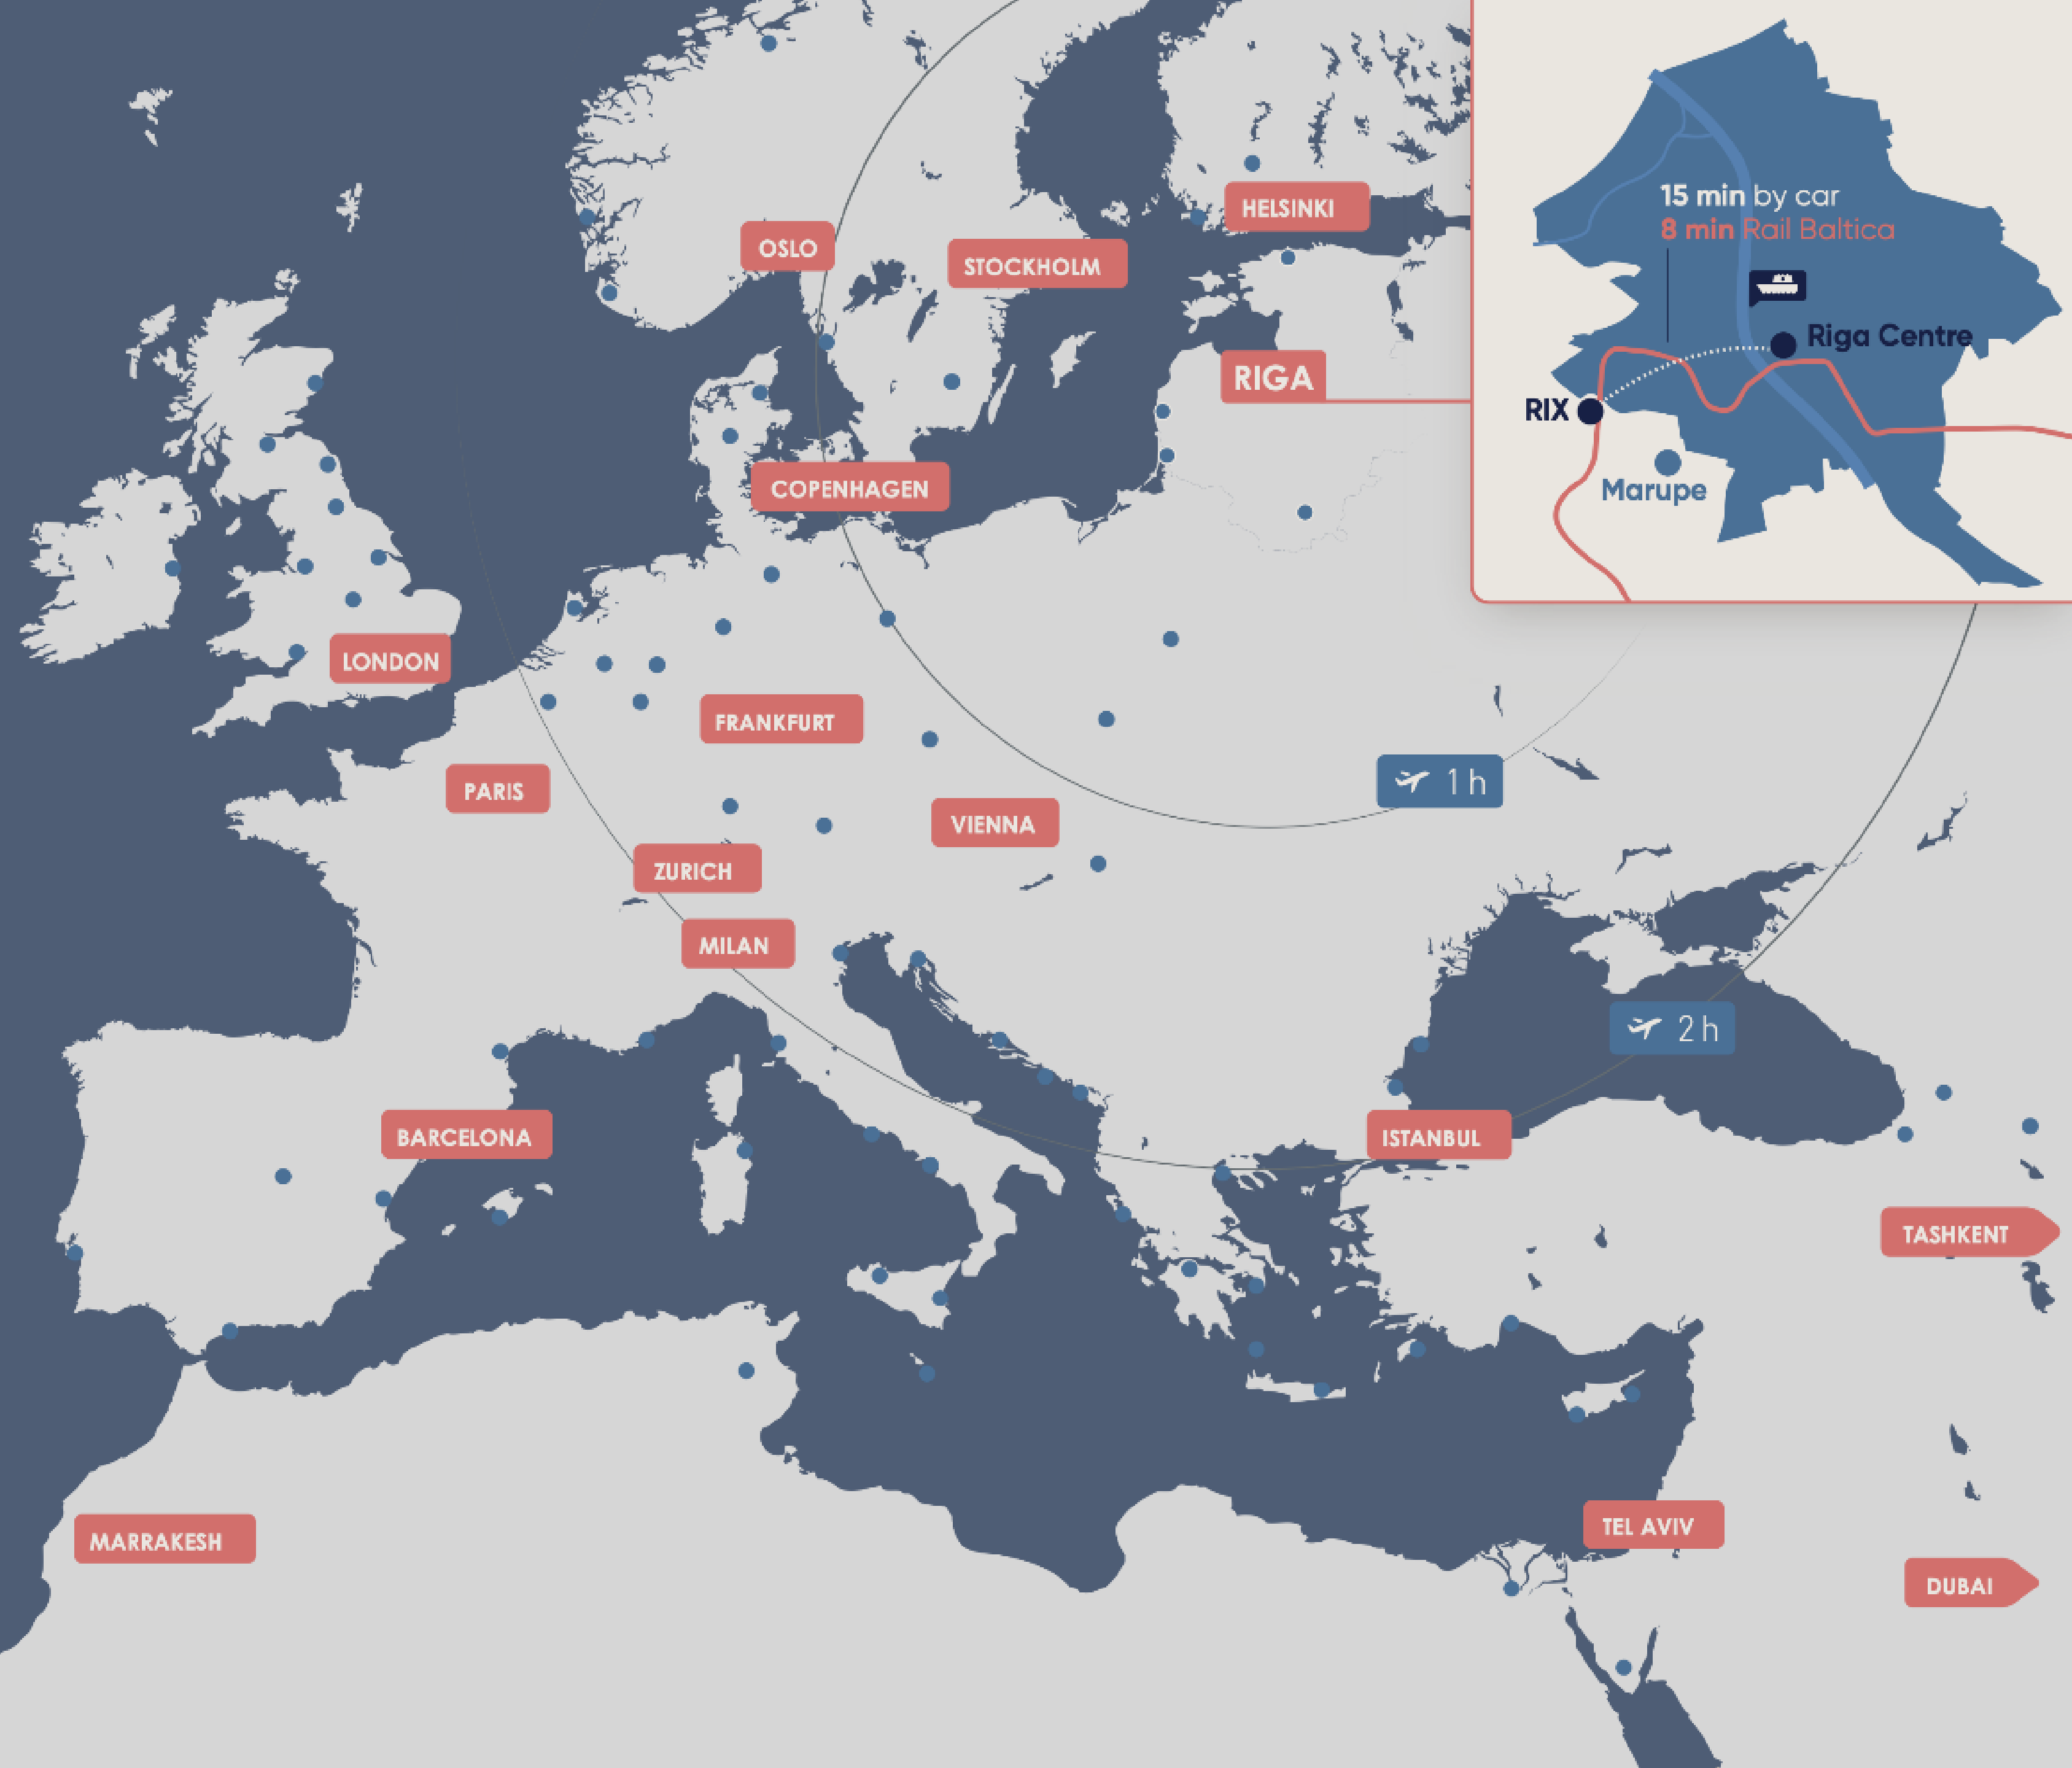 15 min by car
8 min Rail Baltica
Riga Centre
RIX
Marupe
HELSINKI
OSLO
STOCKHOLM
RIGA
COPENHAGEN
LONDON
FRANKFURT
1 h
PARIS
VIENNA
ZURICH
MILAN
2 h
BARCELONA
ISTANBUL
TASHKENT
MARRAKESH
TEL AVIV
DUBAI